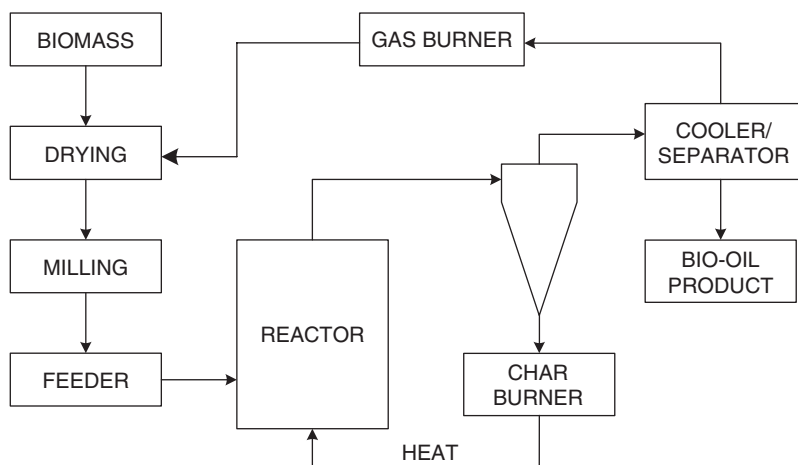 BIOMASS
GAS BURNER
DRYING
COOLER/
SEPARATOR
MILLING
BIO-OIL
PRODUCT
REACTOR
FEEDER
CHAR
BURNER
HEAT